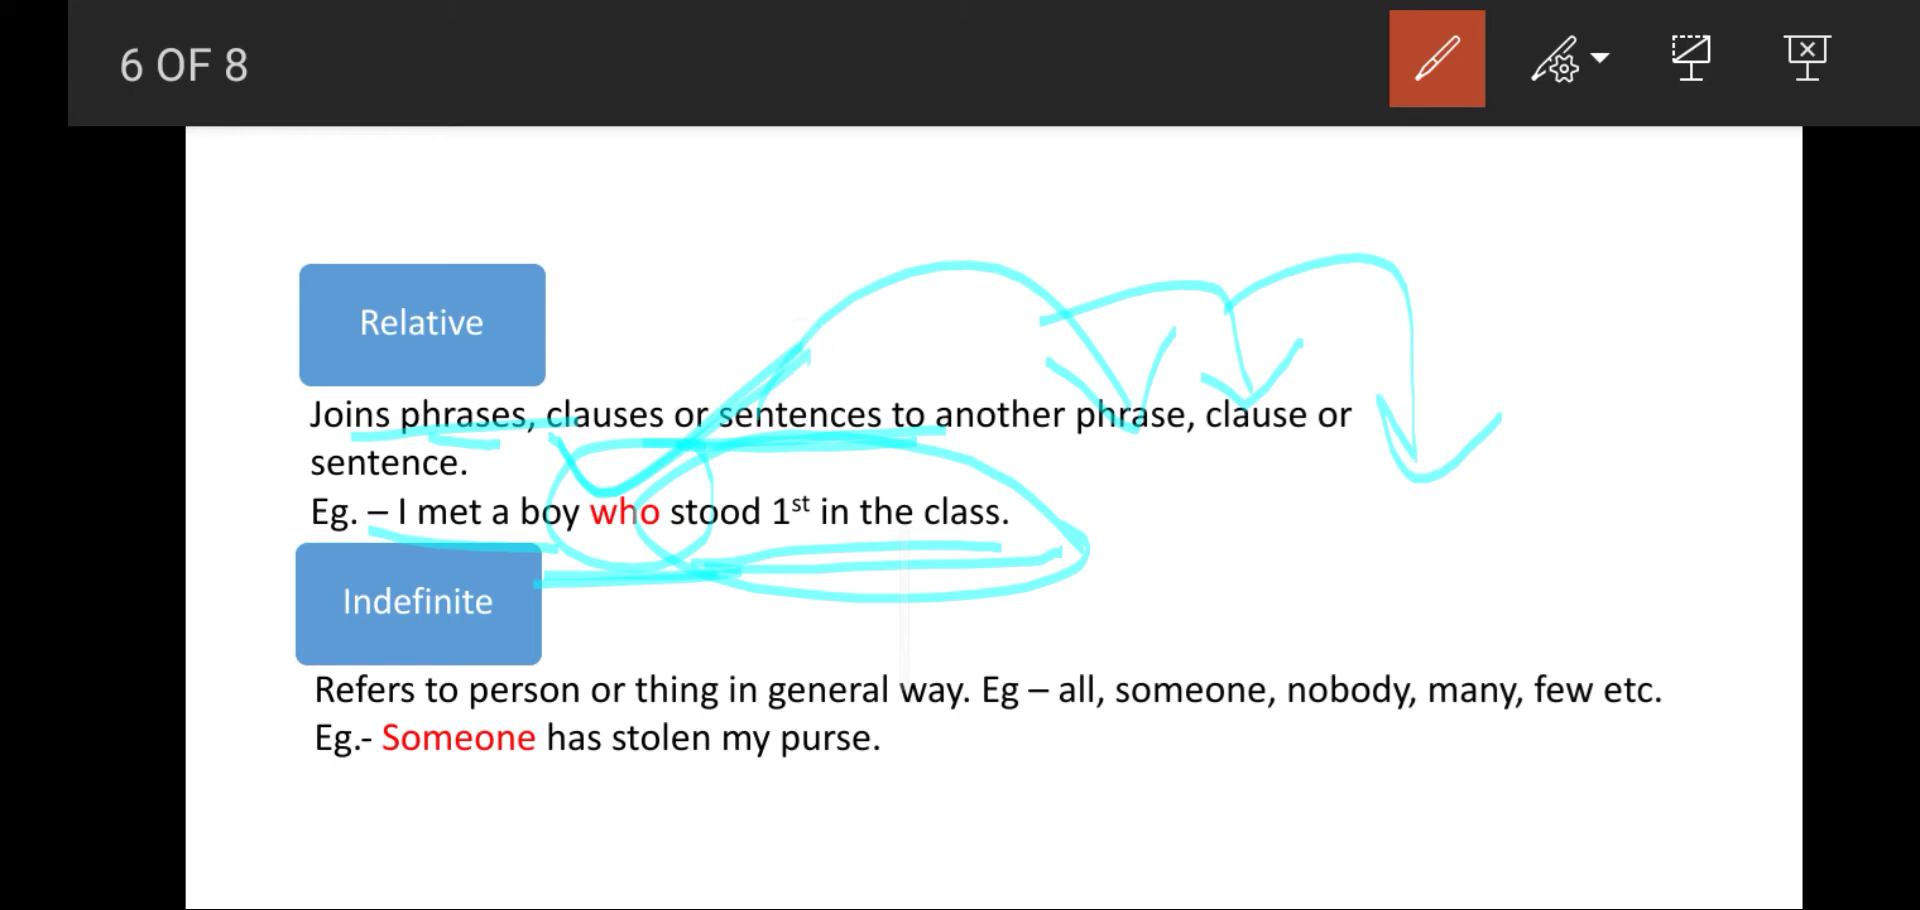 6 OF 8
Relative
Joins phrases, clauses or sentences to another phrase, clause or
sentence.
Eg. – I met a boy who stood 1st in the class.
Indefinite
Refers to person or thing in general way. Eg – all, someone, nobody, many, few etc.
Eg.- Someone has stolen my purse.